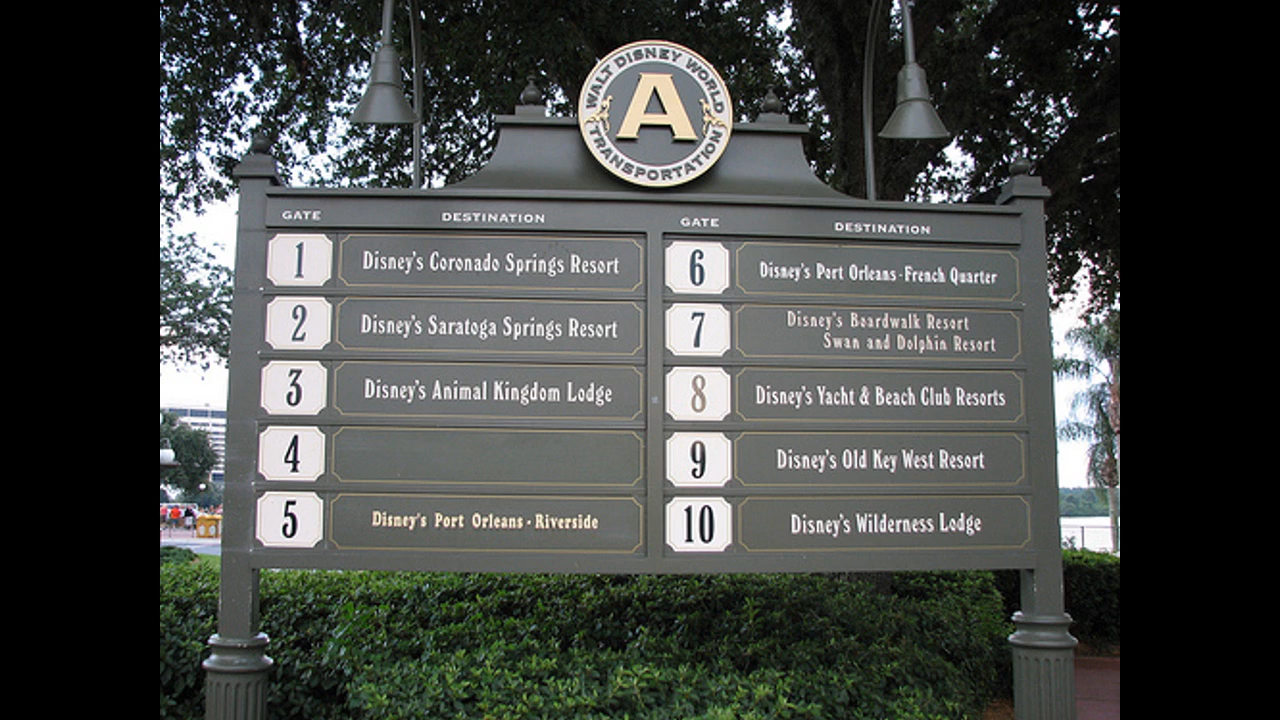 WALT DISNEY WORLD
A
TRANSPORTATION
GATE DESTINATION
1 Disney's Coronado Springs Resort
2 Disney's Saratoga Springs Resort
3 Disney's Animal Kingdom Lodge
4
5 Disney's Port Orleans - Riverside
GATE DESTINATION
6 Disney's Port Orleans - French Quarter
7 Disney's Boardwalk Resort
Swan and Dolphin Resort
8 Disney's Yacht & Beach Club Resorts
9 Disney's Old Key West Resort
10 Disney's Wilderness Lodge